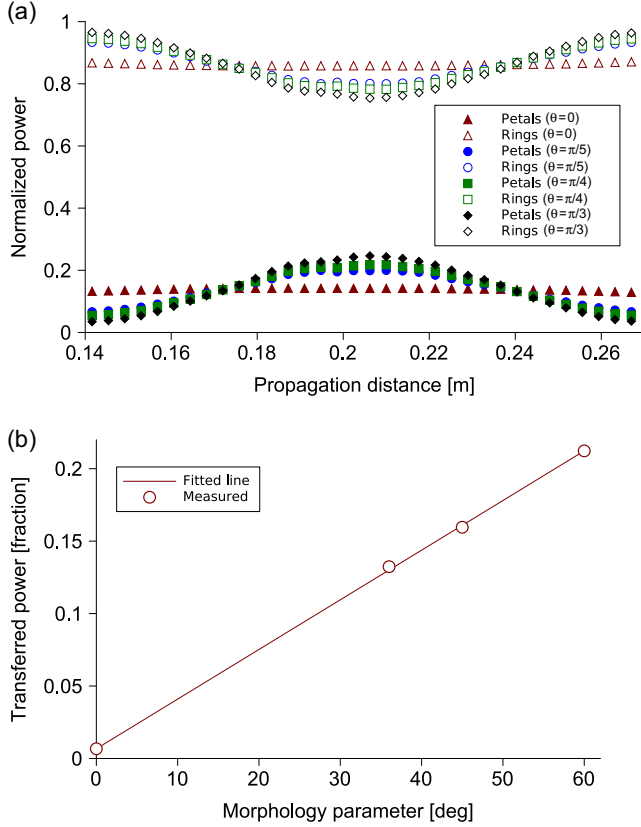 (a)
Normalized power
1
0.8
0.6
0.4
0.2
0
Petals (θ=0)
Rings (θ=0)
Petals (θ=π/5)
Rings (θ=π/5)
Petals (θ=π/4)
Rings (θ=π/4)
Petals (θ=π/3)
Rings (θ=π/3)
0.14 0.16 0.18 0.2 0.22 0.24 0.26
Propagation distance [m]
(b)
Transferred power [fraction]
0.2
0.15
0.1
0.05
0
Fitted line
Measured
0 10 20 30 40 50 60
Morphology parameter [deg]